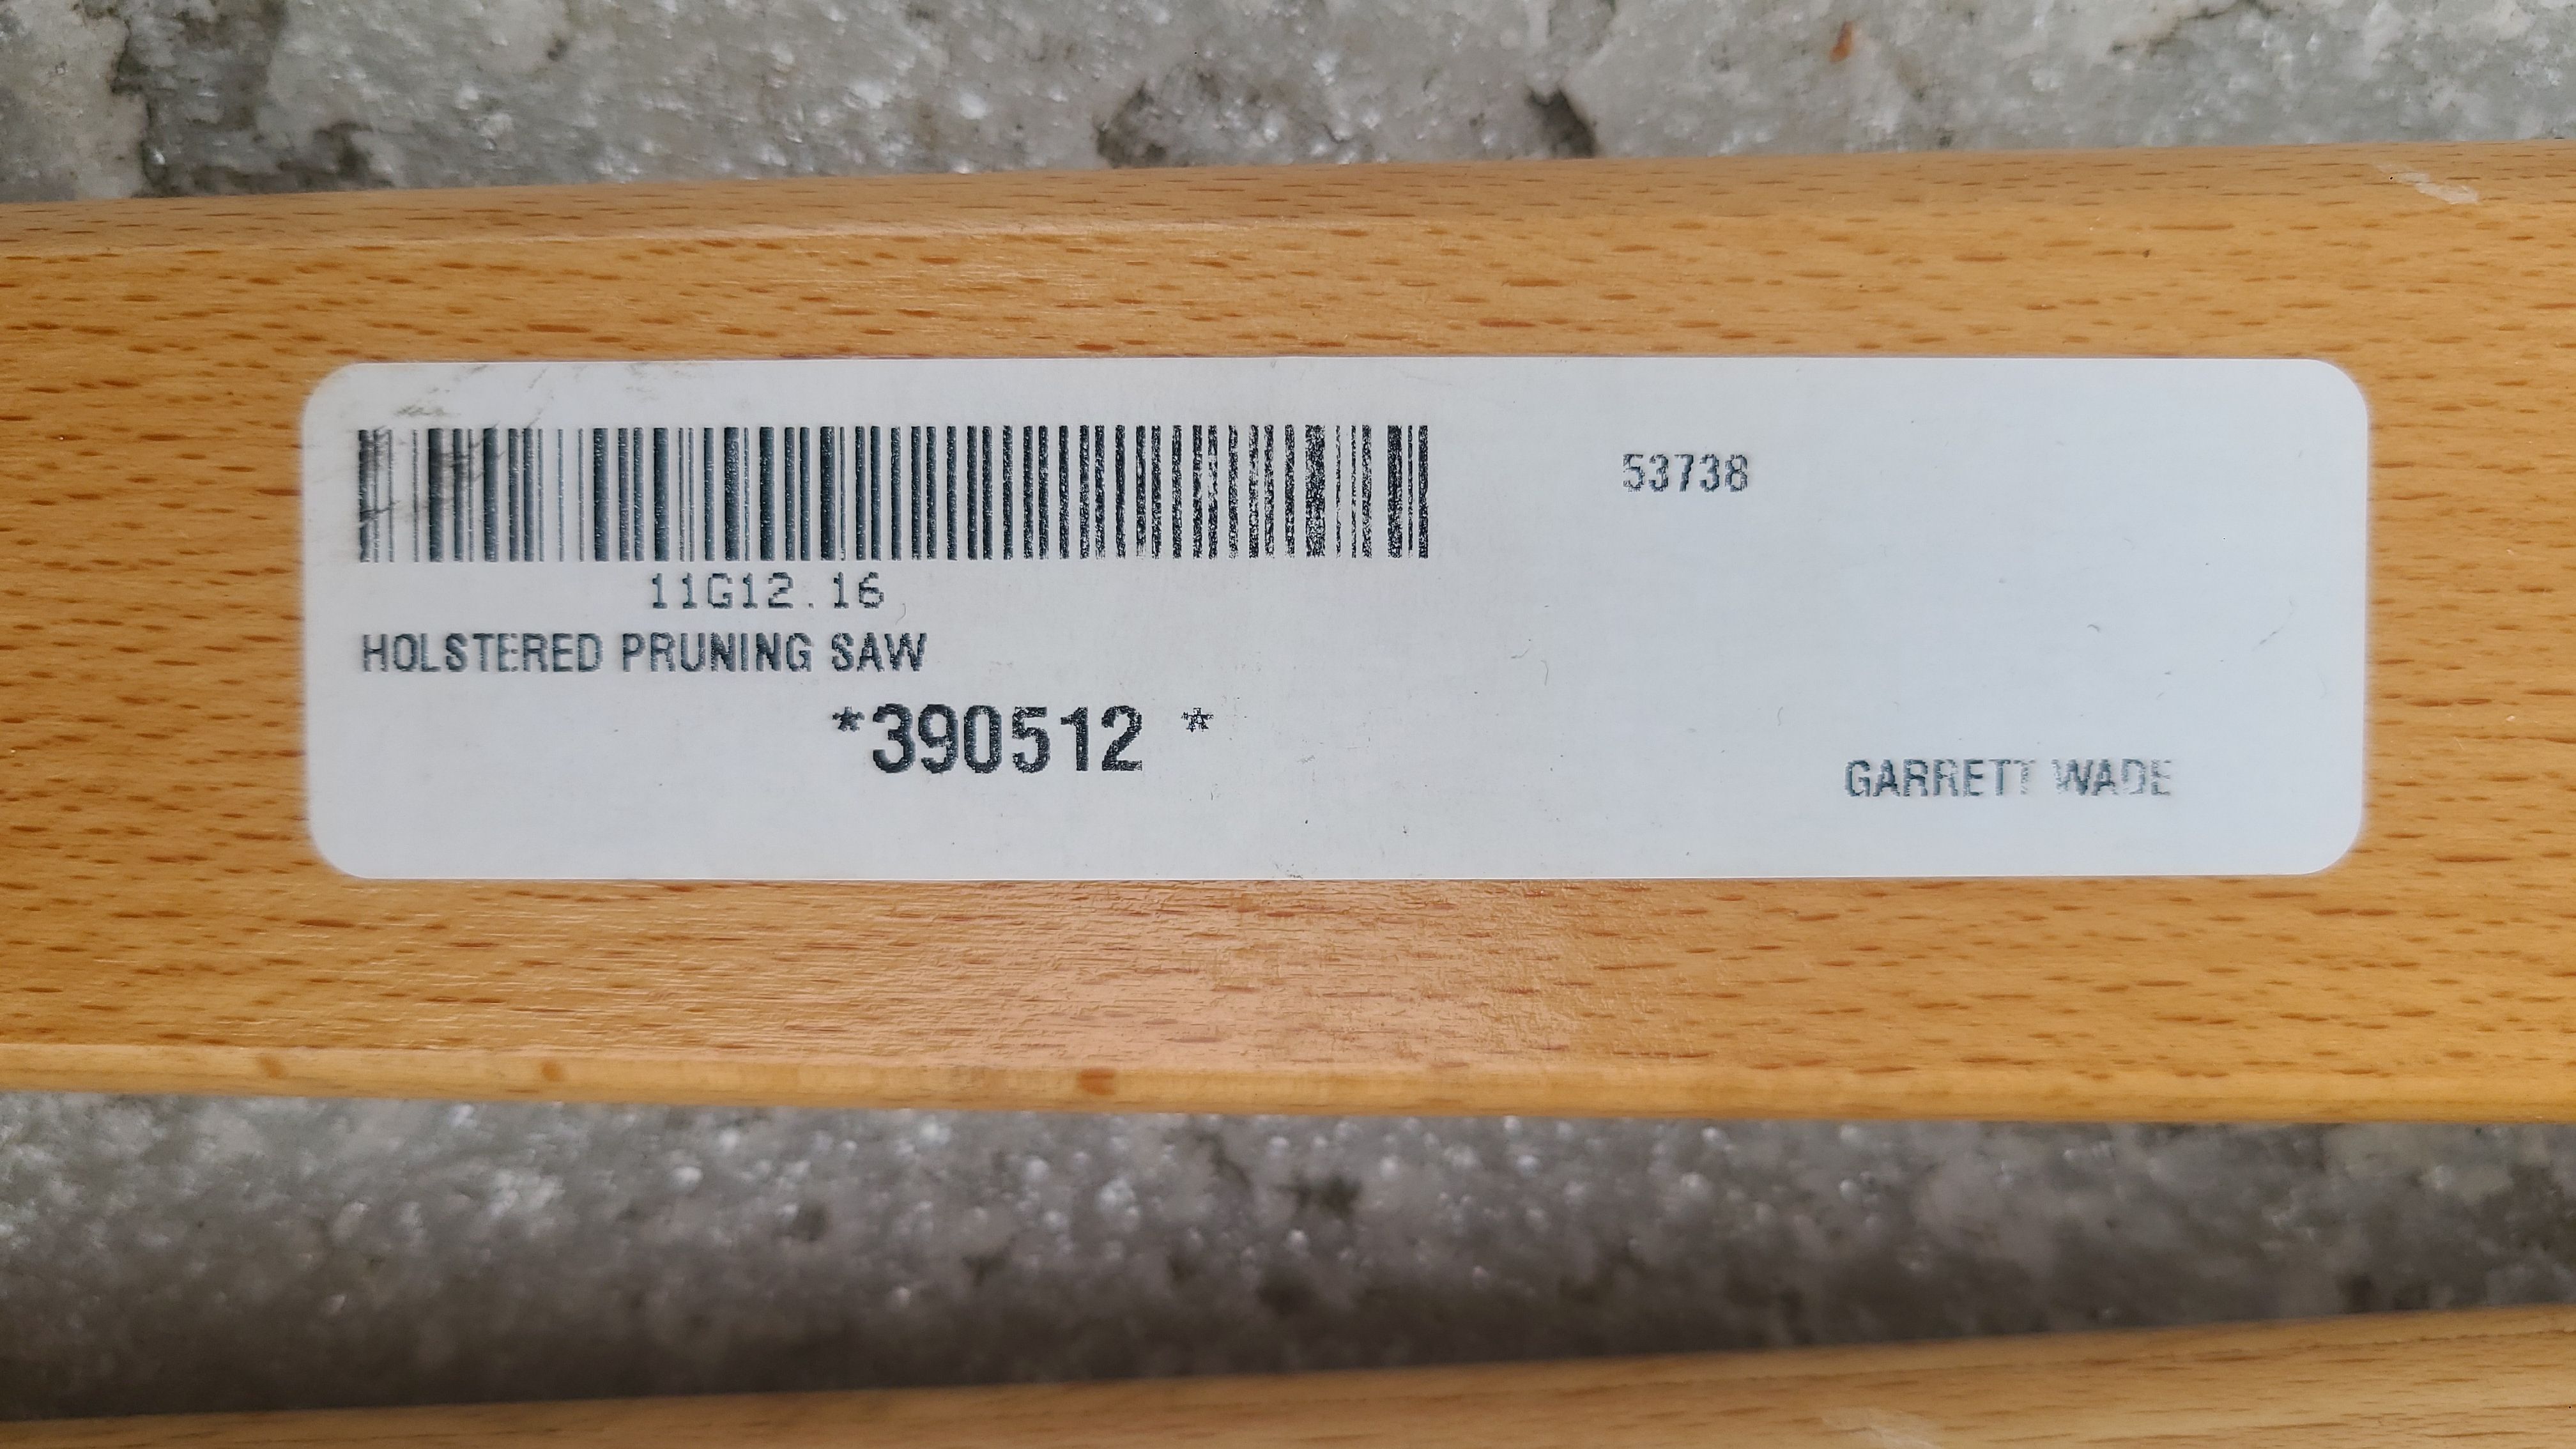 53738
11G12.16
HOLSTERED PRUNING SAW
*390512 *
GARRETT WADE